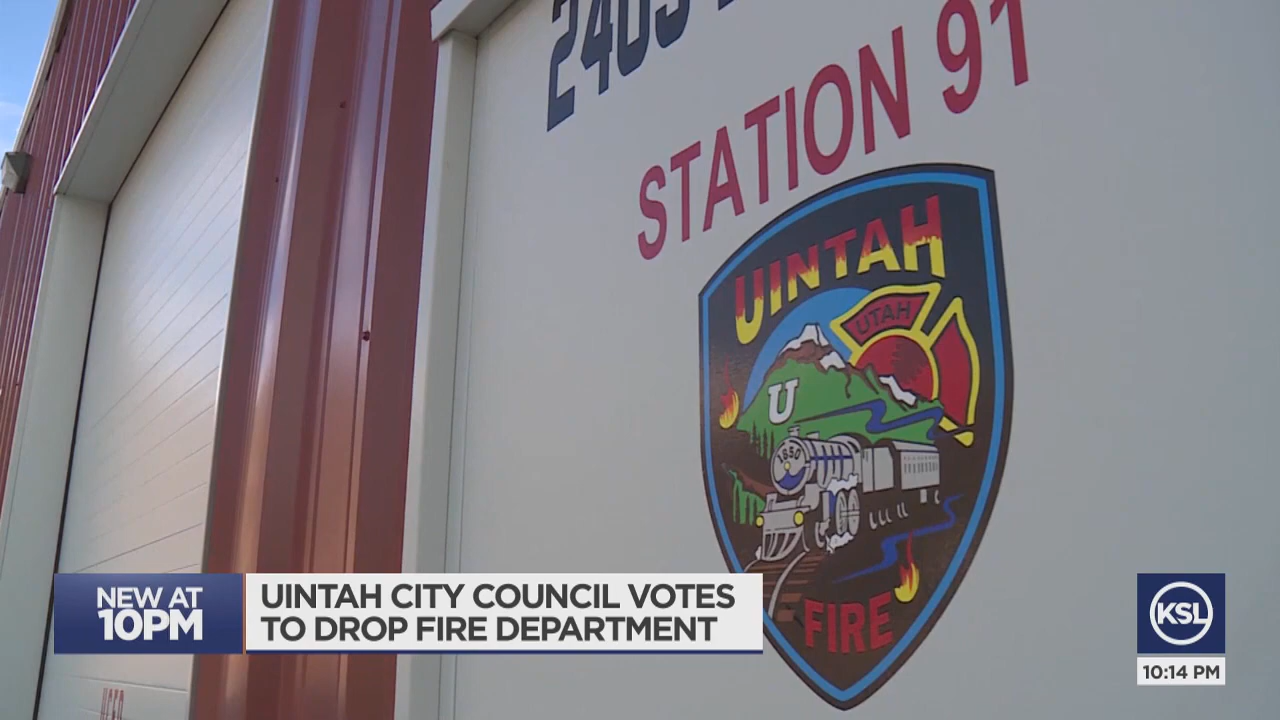 2405
STATION 91
UINTAH
UTAH
U
1850
FIRE
NEW AT
10PM
UINTAH CITY COUNCIL VOTES
TO DROP FIRE DEPARTMENT
KSL
10:14 PM